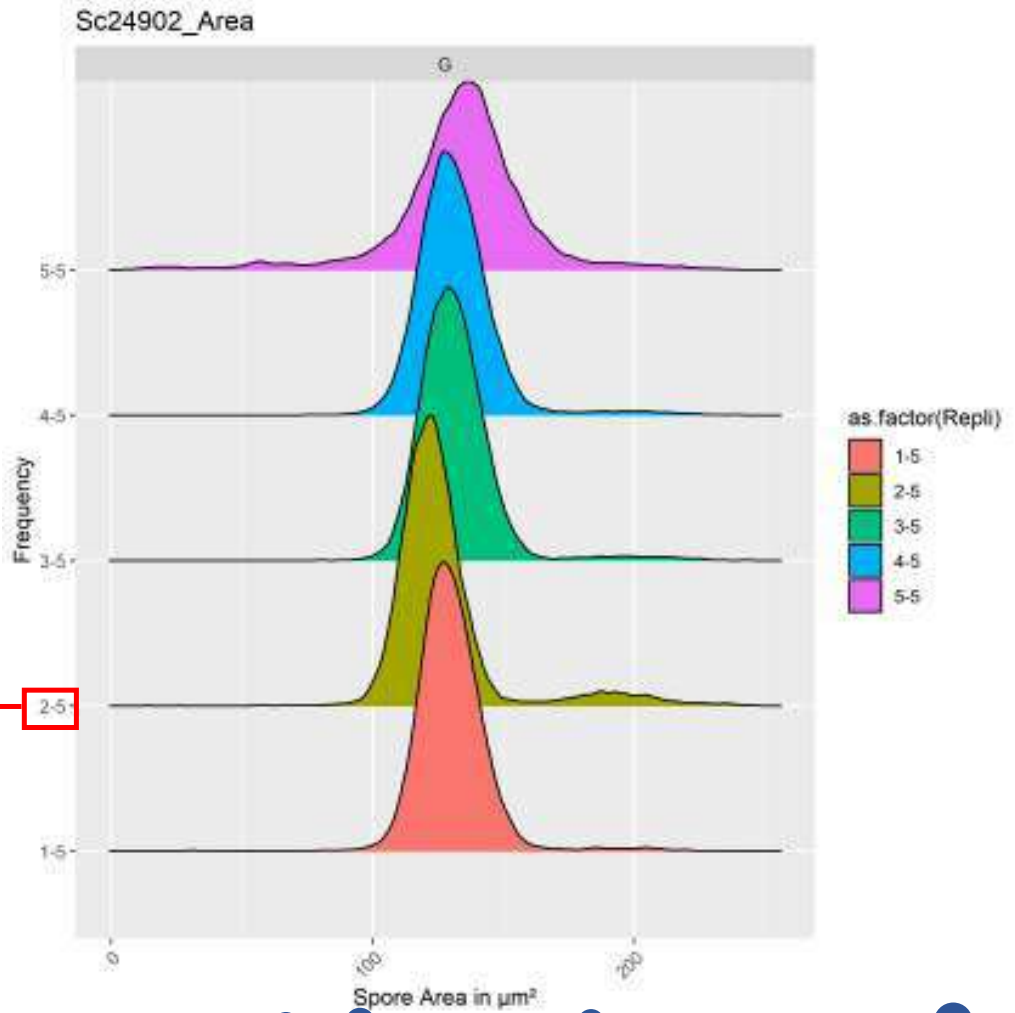 Sc24902_Area
G
5-5
4-5
3-5
2-5
1-5
Frequency
0
100
200
Spore Area in µm²
as.factor(Repli)
1-5
2-5
3-5
4-5
5-5